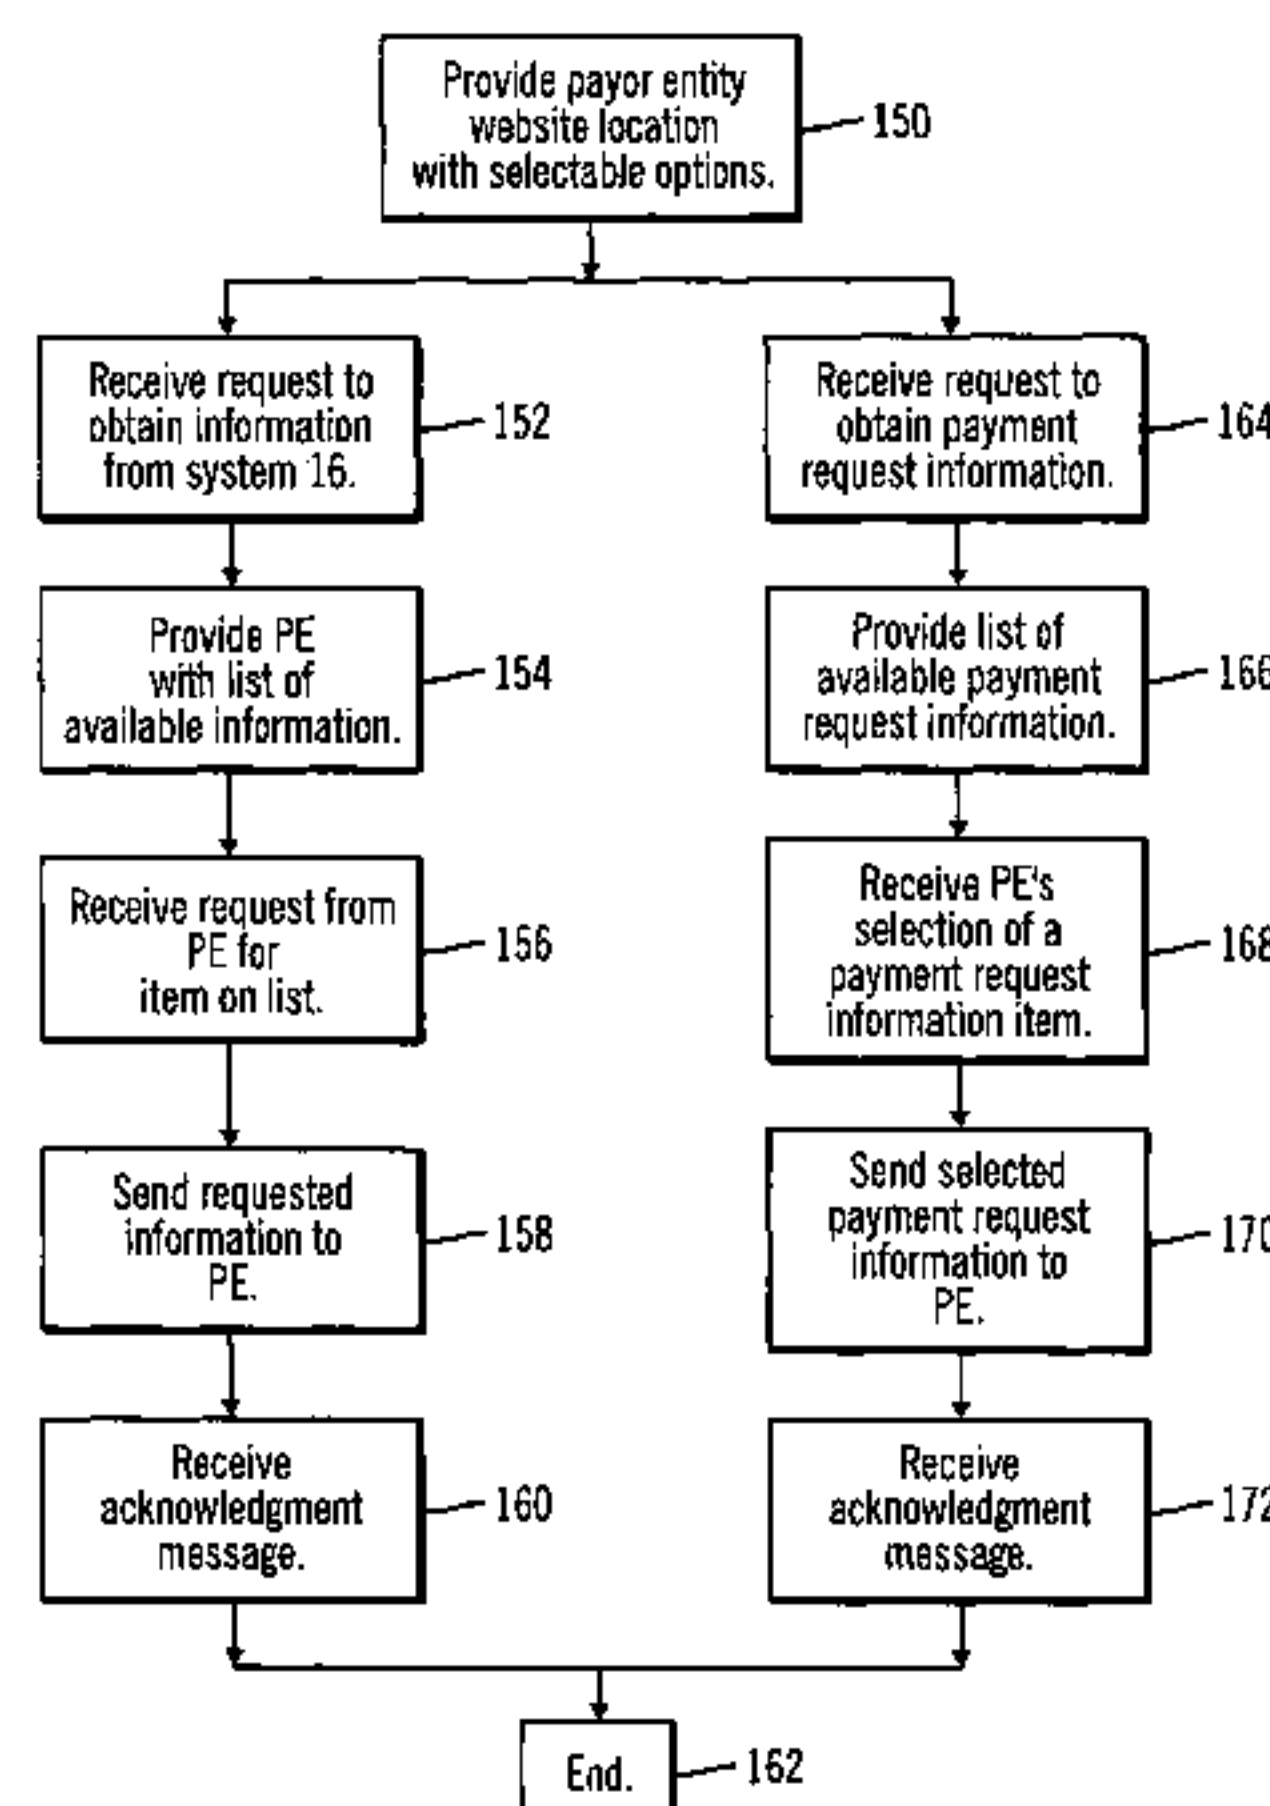 Provide payor entity
website location
with selectable options.
150
Receive request to
obtain information
from system 16.
152
Provide PE
with list of
available information.
154
Receive request from
PE for
item on list.
156
Send requested
information to
PE.
158
Receive
acknowledgment
message.
160
Receive request to
obtain payment
request information.
164
Provide list of
available payment
request information.
166
Receive PE's
selection of a
payment request
information item.
168
Send selected
payment request
information to
PE.
170
Receive
acknowledgment
message.
172
End.
162